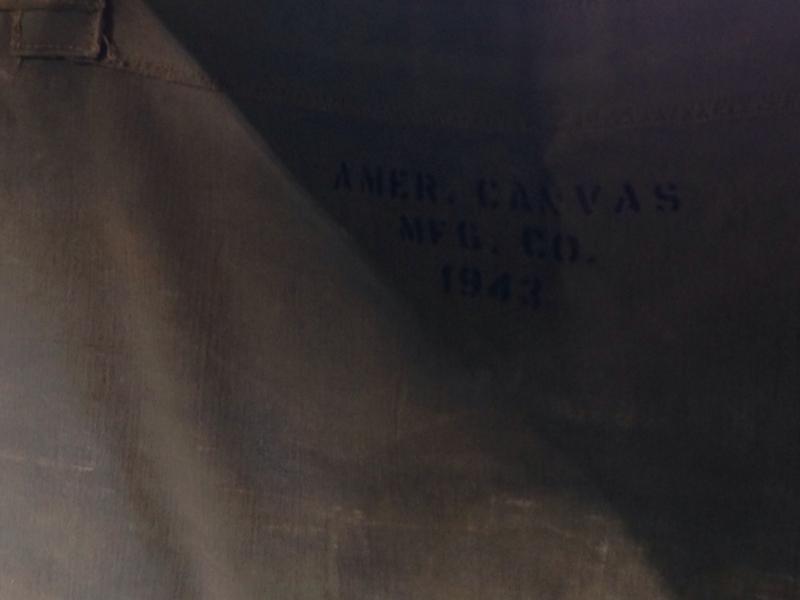 AMER. CANVAS
MFG. CO.
1943